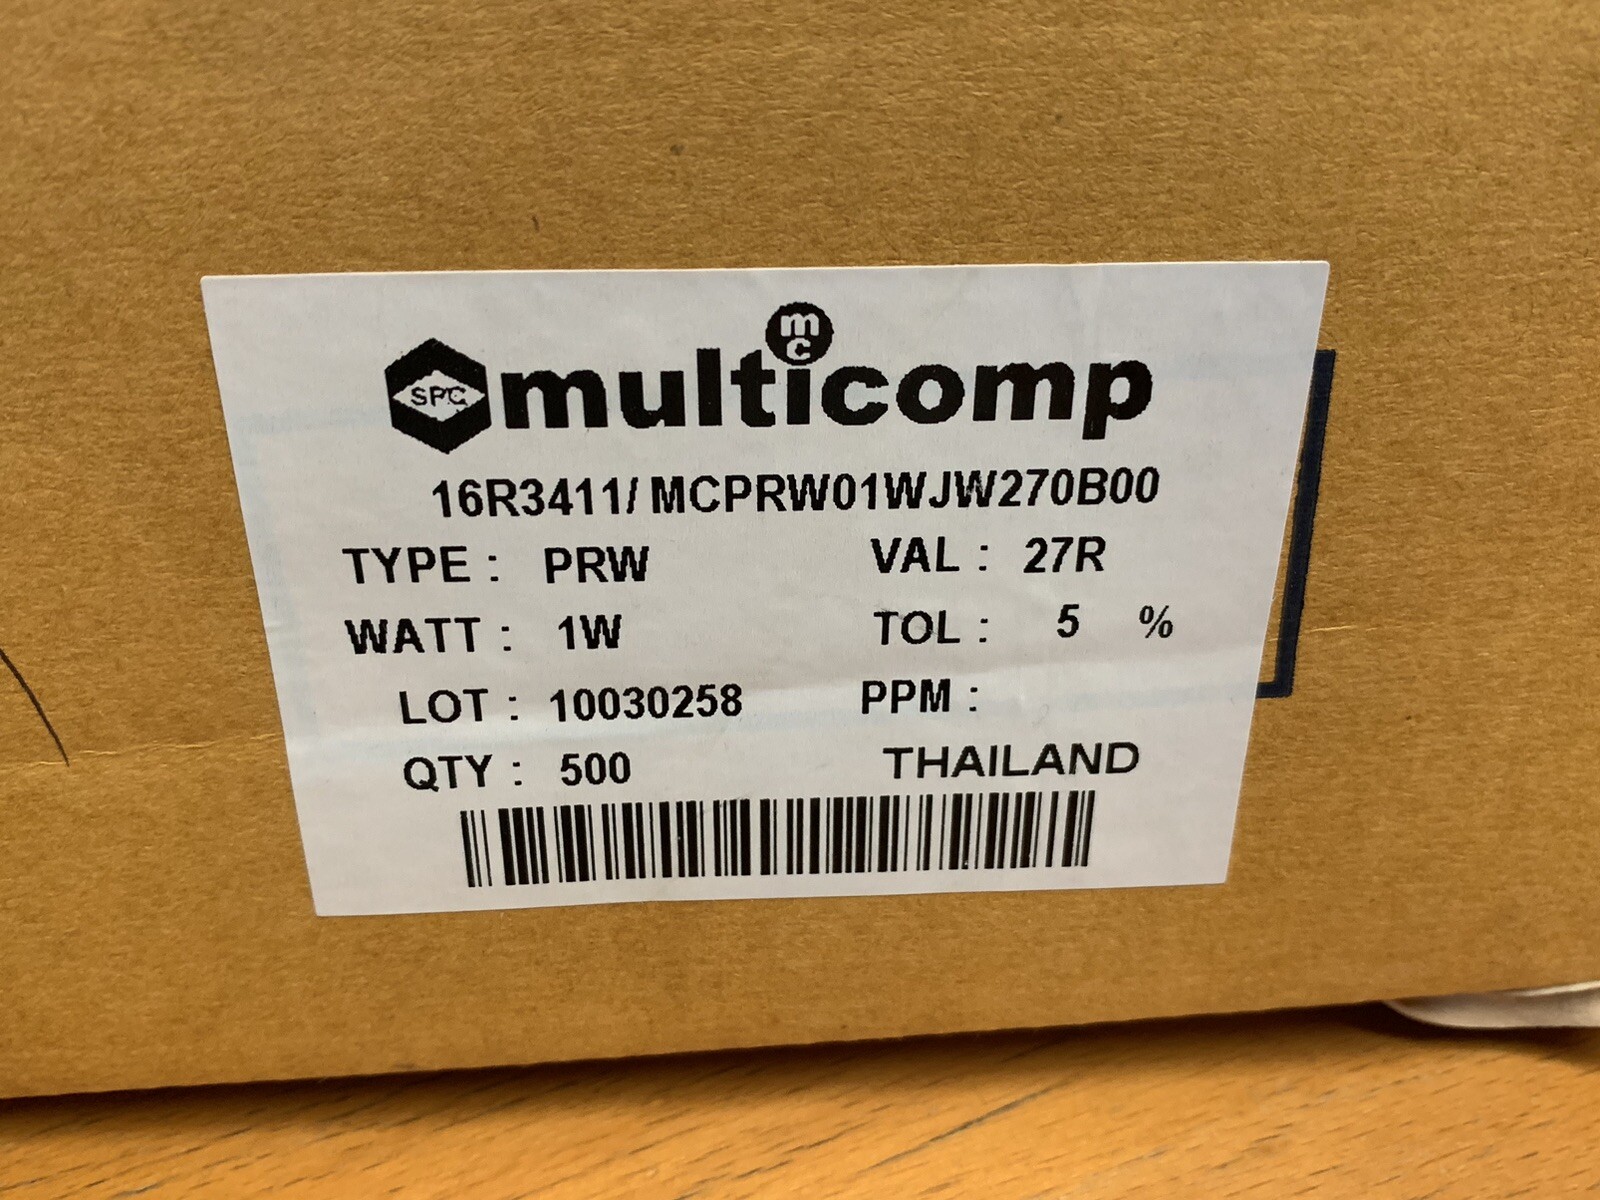 mc
SPC multicomp
16R3411/ MCPRW01WJW270B00
TYPE : PRW VAL : 27R
WATT : 1W TOL : 5 %
LOT : 10030258 PPM :
QTY : 500 THAILAND